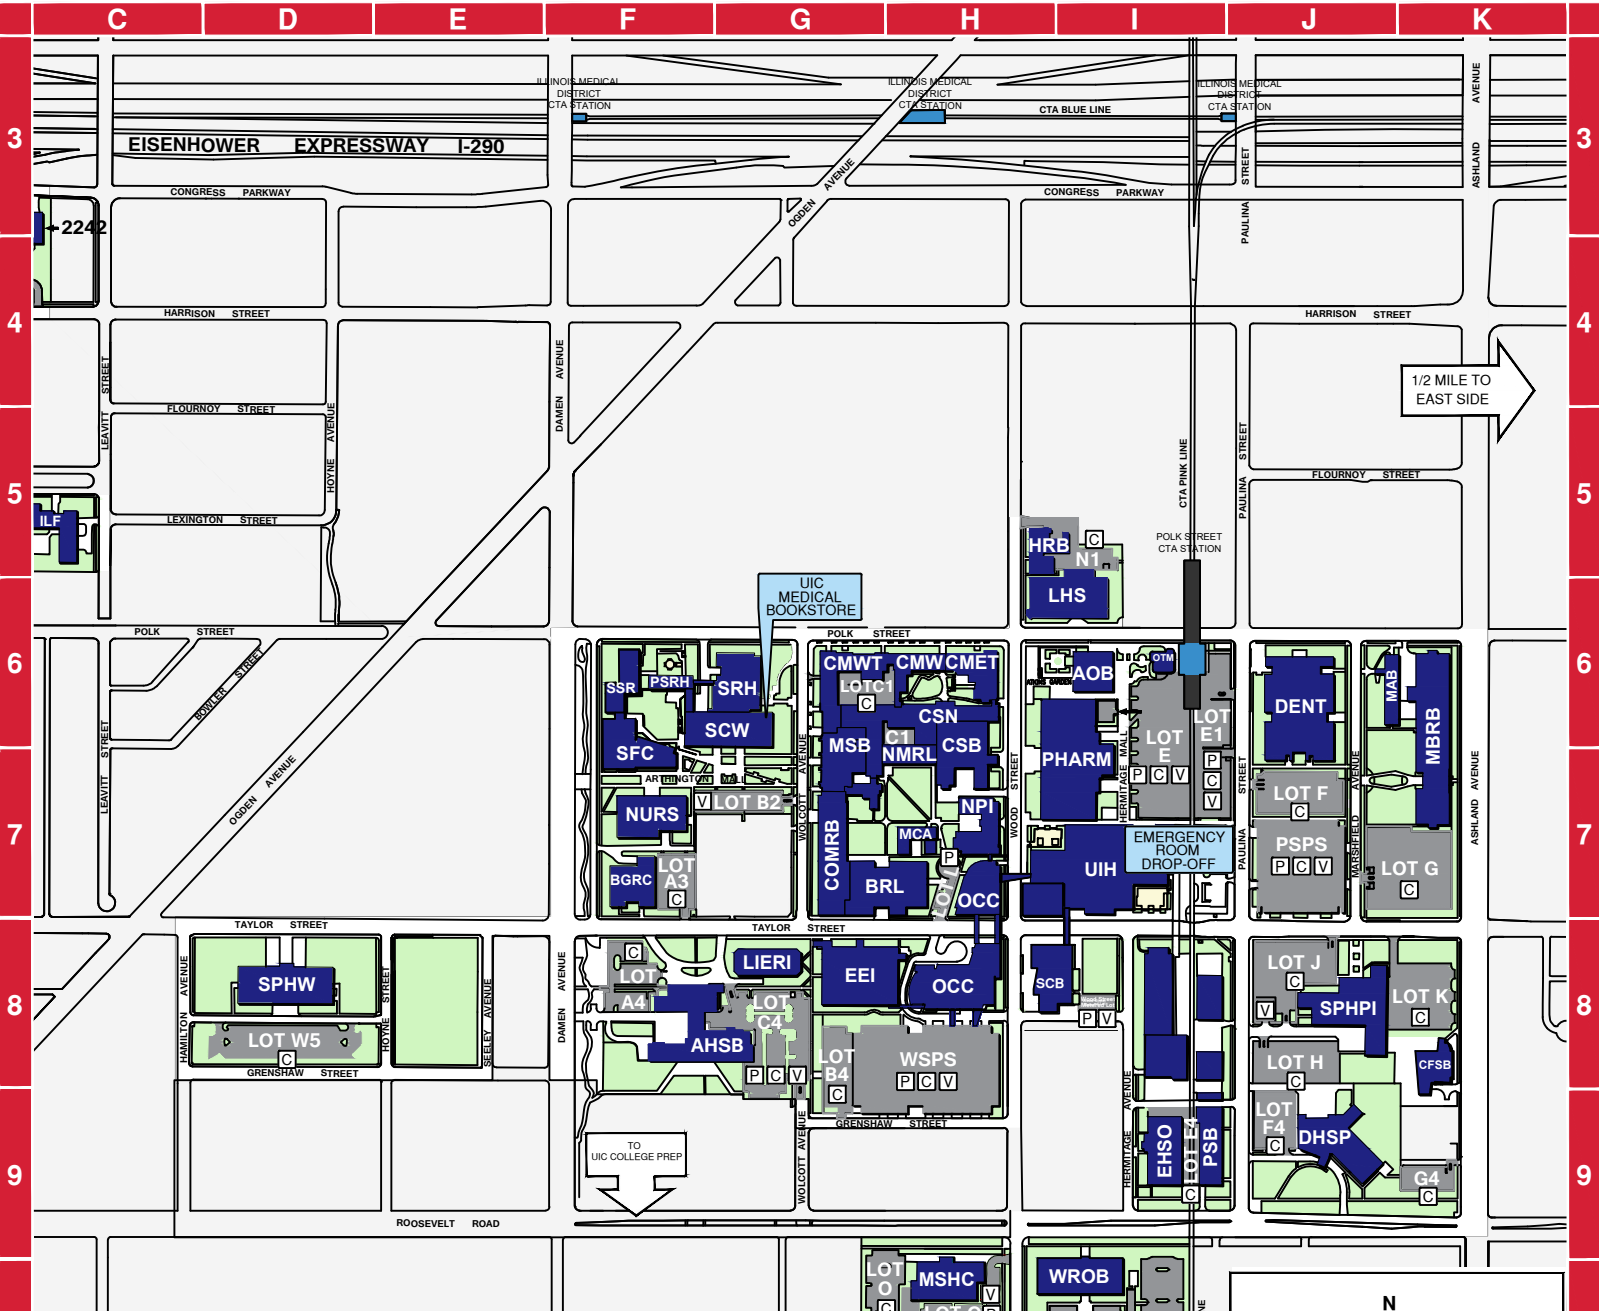 C D E F G H I J K
3
3
ILLINOIS MEDICAL
DISTRICT
CTA STATION
ILLINOIS MEDICAL
DISTRICT
CTA STATION
ILLINOIS MEDICAL
DISTRICT
CTA STATION
CTA BLUE LINE
EISENHOWER EXPRESSWAY I-290
CONGRESS PARKWAY
CONGRESS PARKWAY
OGDEN AVENUE
PAULINA STREET
ASHLAND AVENUE
2242
4
4
HARRISON STREET
HARRISON STREET
1/2 MILE TO
EAST SIDE
LEAVITT STREET
FLOURNOY STREET
HOYNE AVENUE
DAMEN AVENUE
CTA PINK LINE
PAULINA STREET
FLOURNOY STREET
5
5
ILF
LEXINGTON STREET
POLK STREET
CTA STATION
HRB
C
N1
LHS
UIC
MEDICAL
BOOKSTORE
6
6
POLK STREET
POLK STREET
BOWLER STREET
SSR
PSRH
SRH
SCW
SFC
CMWT
CMW
CMET
LOTC1
C
CSN
C1
MSB
NMRL
CSB
AOB
OTM
PHARM
LOT
E
P C V
LOT
E1
P
C
V
DENT
MAB
MBRB
LEAVITT STREET
OGDEN AVENUE
ARTHINGTON MALL
WOLCOTT AVENUE
WOOD STREET
HERMITAGE MALL
PAULINA STREET
MARSHFIELD AVENUE
ASHLAND AVENUE
7
7
NURS
V
LOT B2
BGRC
LOT
A3
C
COMRB
NPI
MCA
P
BRL
OCC
UIH
EMERGENCY
ROOM
DROP-OFF
LOT F
C
PSPS
P C V
LOT G
C
TAYLOR STREET
TAYLOR STREET
8
8
HAMILTON AVENUE
SPHW
LOT W5
C
HOYNE STREET
SEELEY AVENUE
DAMEN AVENUE
GRENSHAW STREET
C
LOT
A4
LIERI
LOT
C4
AHSB
P C V
EEI
OCC
LOT
B4
C
WSPS
P C V
GRENSHAW STREET
SCB
P V
LOT J
C
V
SPHPI
LOT K
C
LOT H
C
CFSB
9
9
TO
UIC COLLEGE PREP
WOLCOTT AVENUE
HERMITAGE AVENUE
EHSO
LOT E4
PSB
C
LOT
F4
C
DHSP
G4
C
ROOSEVELT ROAD
LOT
O
C
MSHC
V
WROB
N